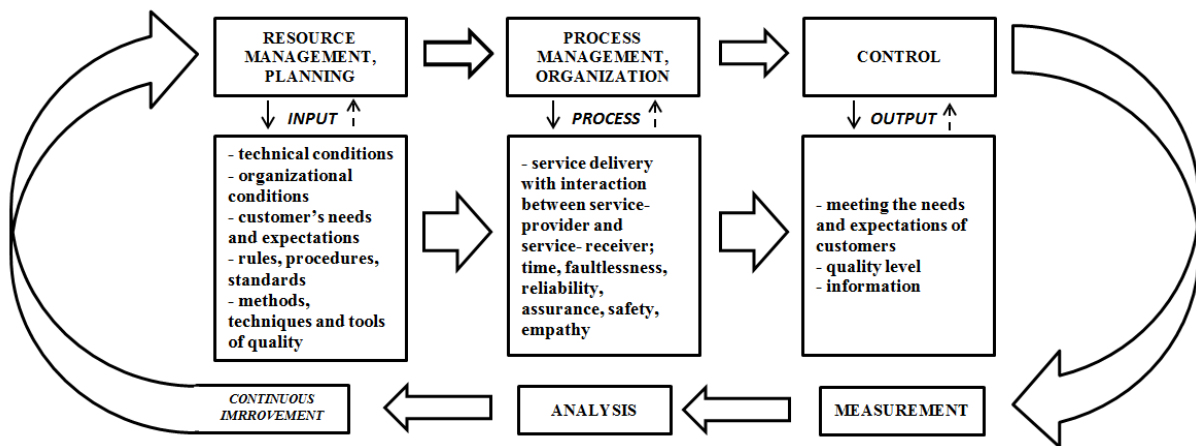 RESOURCE
MANAGEMENT,
PLANNING
PROCESS
MANAGEMENT,
ORGANIZATION
CONTROL
INPUT
PROCESS
OUTPUT
- technical conditions
- organizational
conditions
- customer’s needs
and expectations
- rules, procedures,
standards
- methods,
techniques and tools
of quality
- service delivery
with interaction
between service-
provider and
service- receiver;
time, faultlessness,
reliability,
assurance, safety,
empathy
- meeting the needs
and expectations of
customers
- quality level
- information
CONTINUOUS
IMRROVEMENT
ANALYSIS
MEASUREMENT